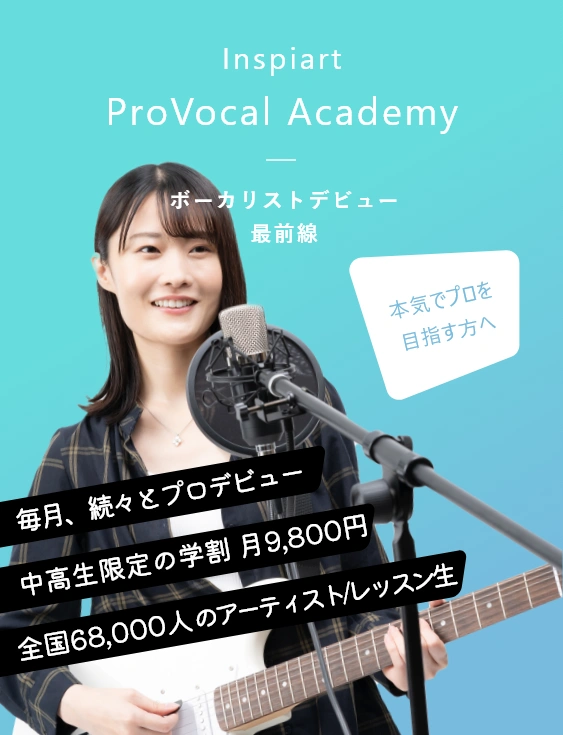 Inspiart
ProVocal Academy
ボーカリストデビュー
最前線
本気でプロを
目指す方へ
毎月、続々とプロデビュー
中高生限定の学割 月9,800円
全国68,000人のアーティスト/レッスン生